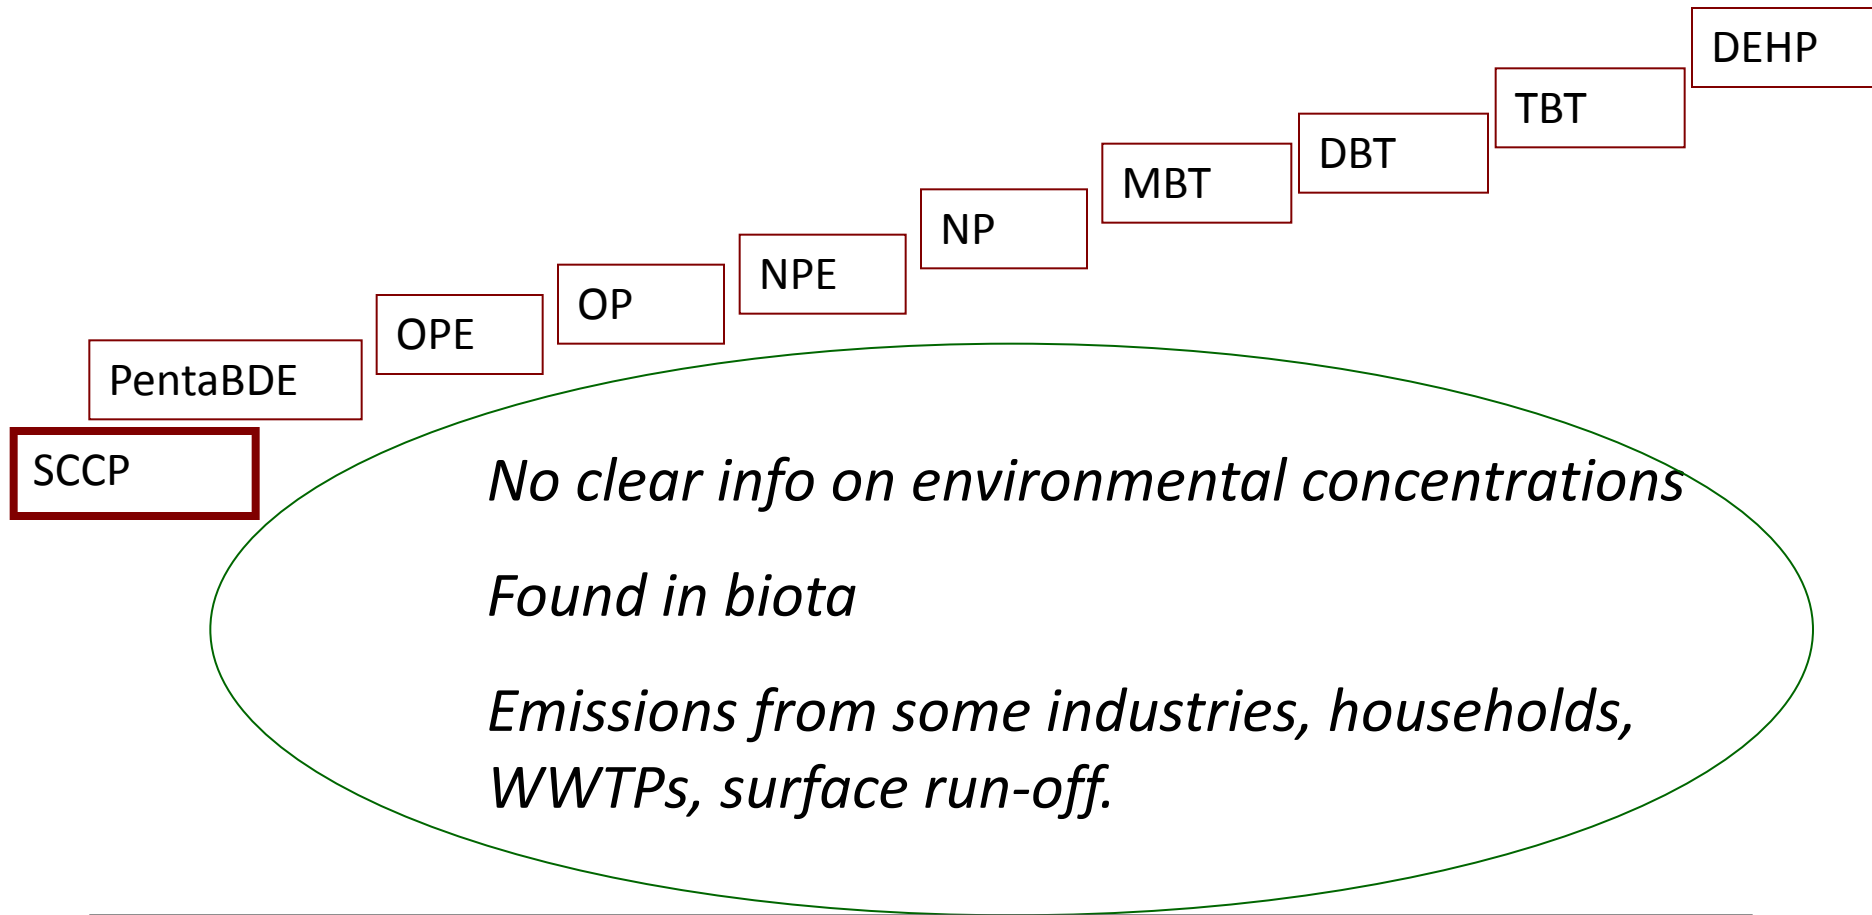 DEHP
TBT
DBT
MBT
NP
NPE
OP
OPE
PentaBDE
SCCP
No clear info on environmental concentrations
Found in biota
Emissions from some industries, households,
WWTPs, surface run-off.